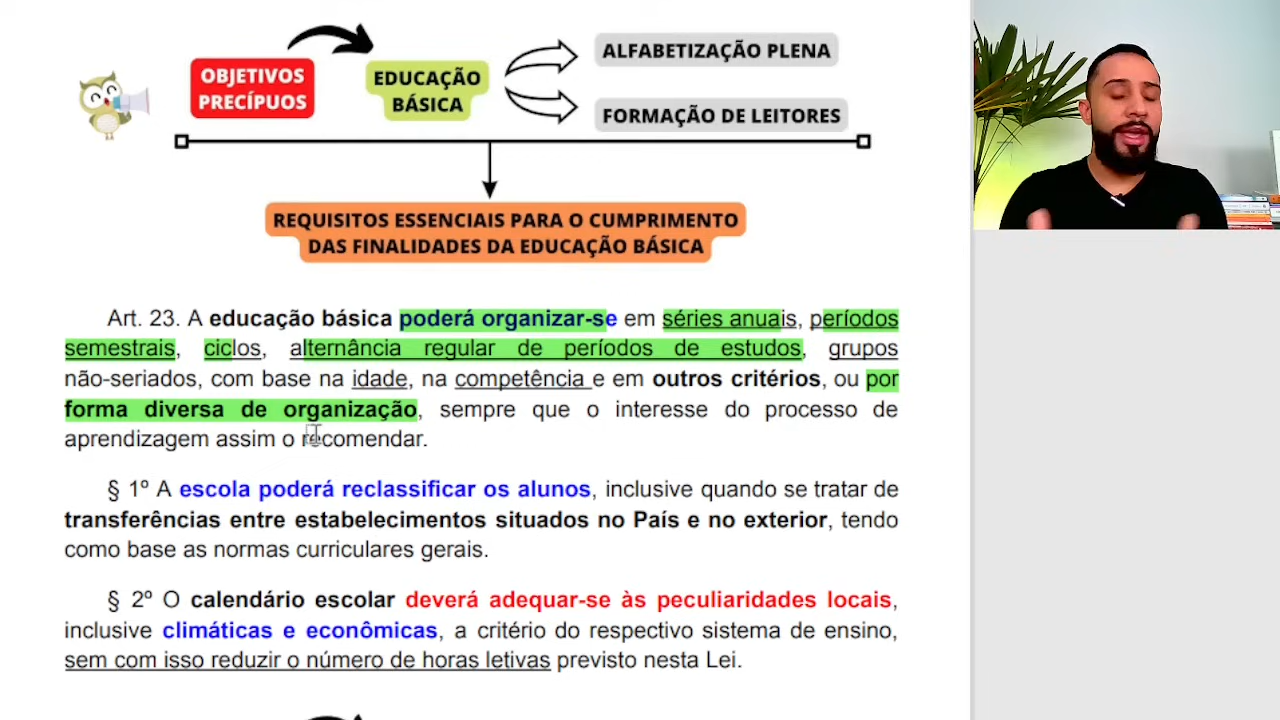 OBJETIVOS
PRECÍPUOS
EDUCAÇÃO
BÁSICA
ALFABETIZAÇÃO PLENA
FORMAÇÃO DE LEITORES
REQUISITOS ESSENCIAIS PARA O CUMPRIMENTO
DAS FINALIDADES DA EDUCAÇÃO BÁSICA
Art. 23. A educação básica poderá organizar-se em séries anuais, períodos
semestrais, ciclos, alternância regular de períodos de estudos, grupos
não-seriados, com base na idade, na competência e em outros critérios, ou por
forma diversa de organização, sempre que o interesse do processo de
aprendizagem assim o recomendar.
§ 1º A escola poderá reclassificar os alunos, inclusive quando se tratar de
transferências entre estabelecimentos situados no País e no exterior, tendo
como base as normas curriculares gerais.
§ 2º O calendário escolar deverá adequar-se às peculiaridades locais,
inclusive climáticas e econômicas, a critério do respectivo sistema de ensino,
sem com isso reduzir o número de horas letivas previsto nesta Lei.